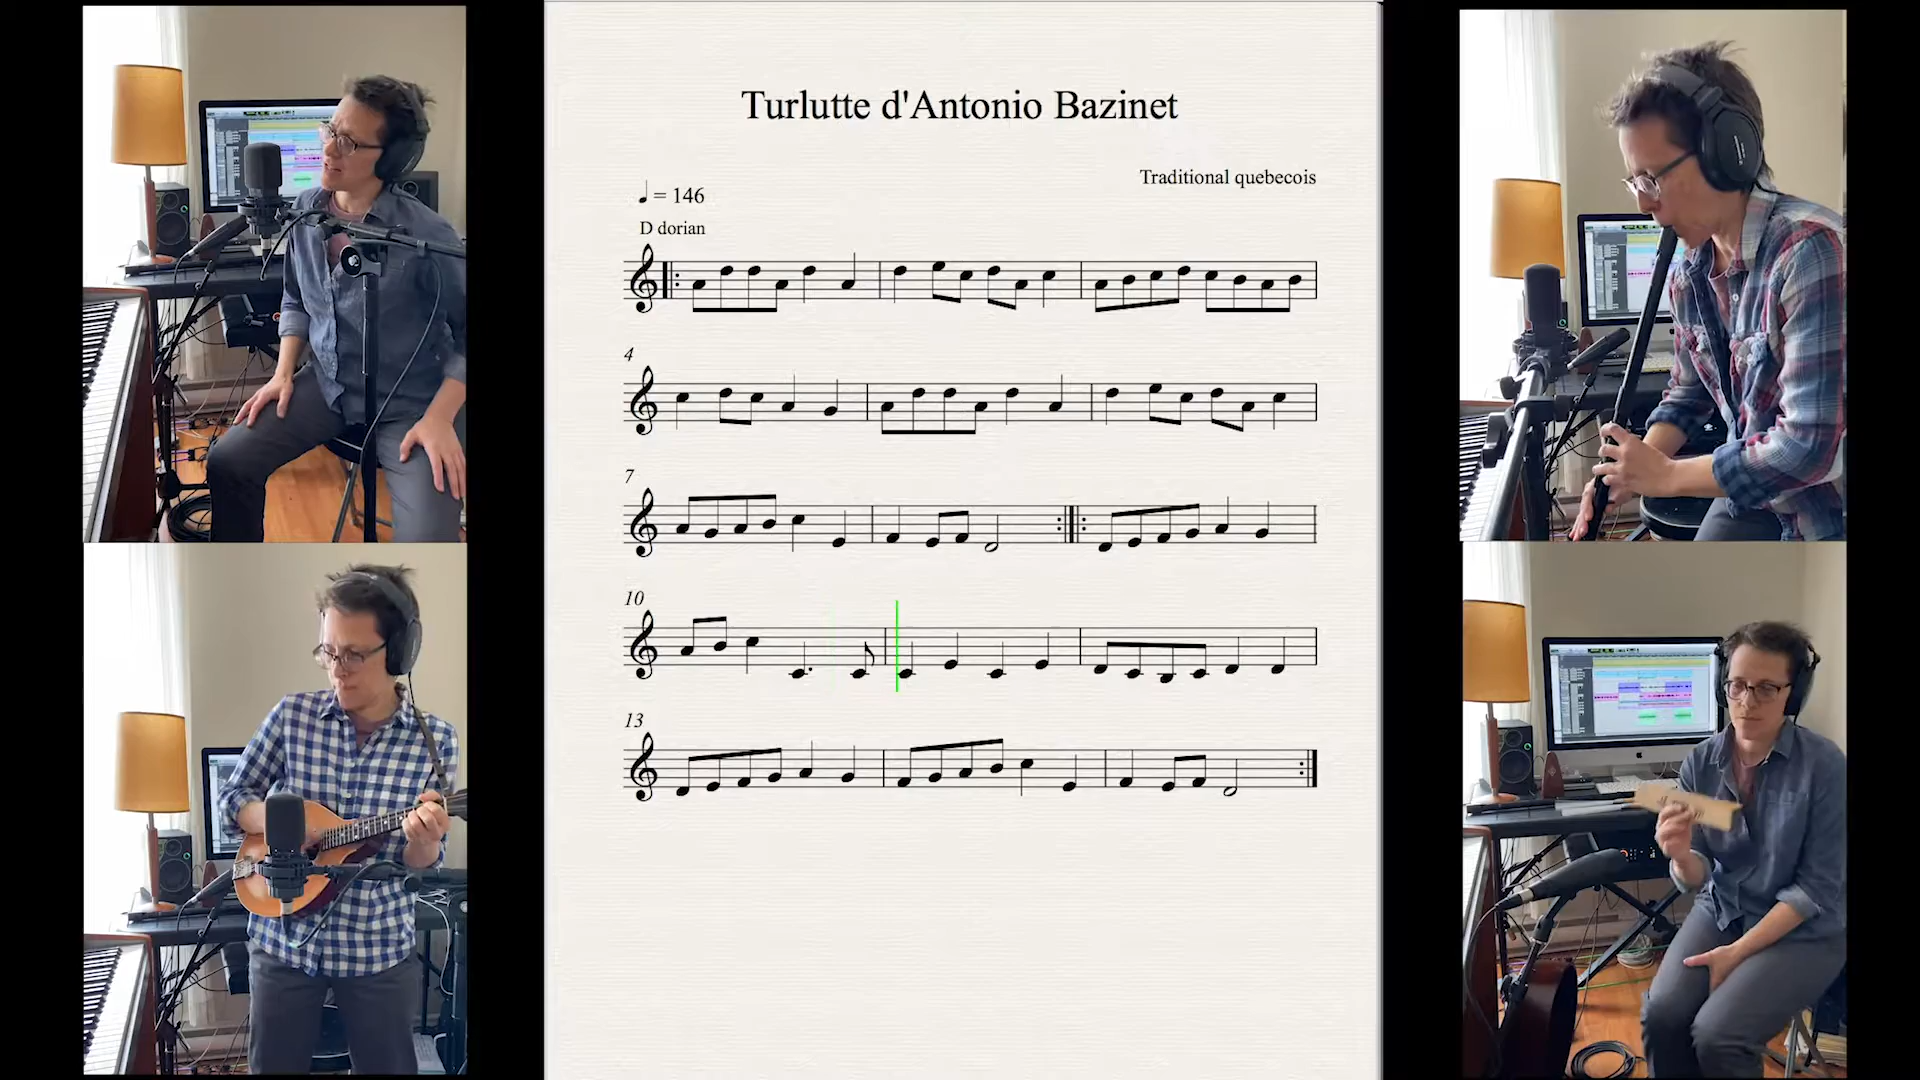 Turlutte d'Antonio Bazinet
Traditional quebecois
♩ = 146
D dorian
4
7
10
13